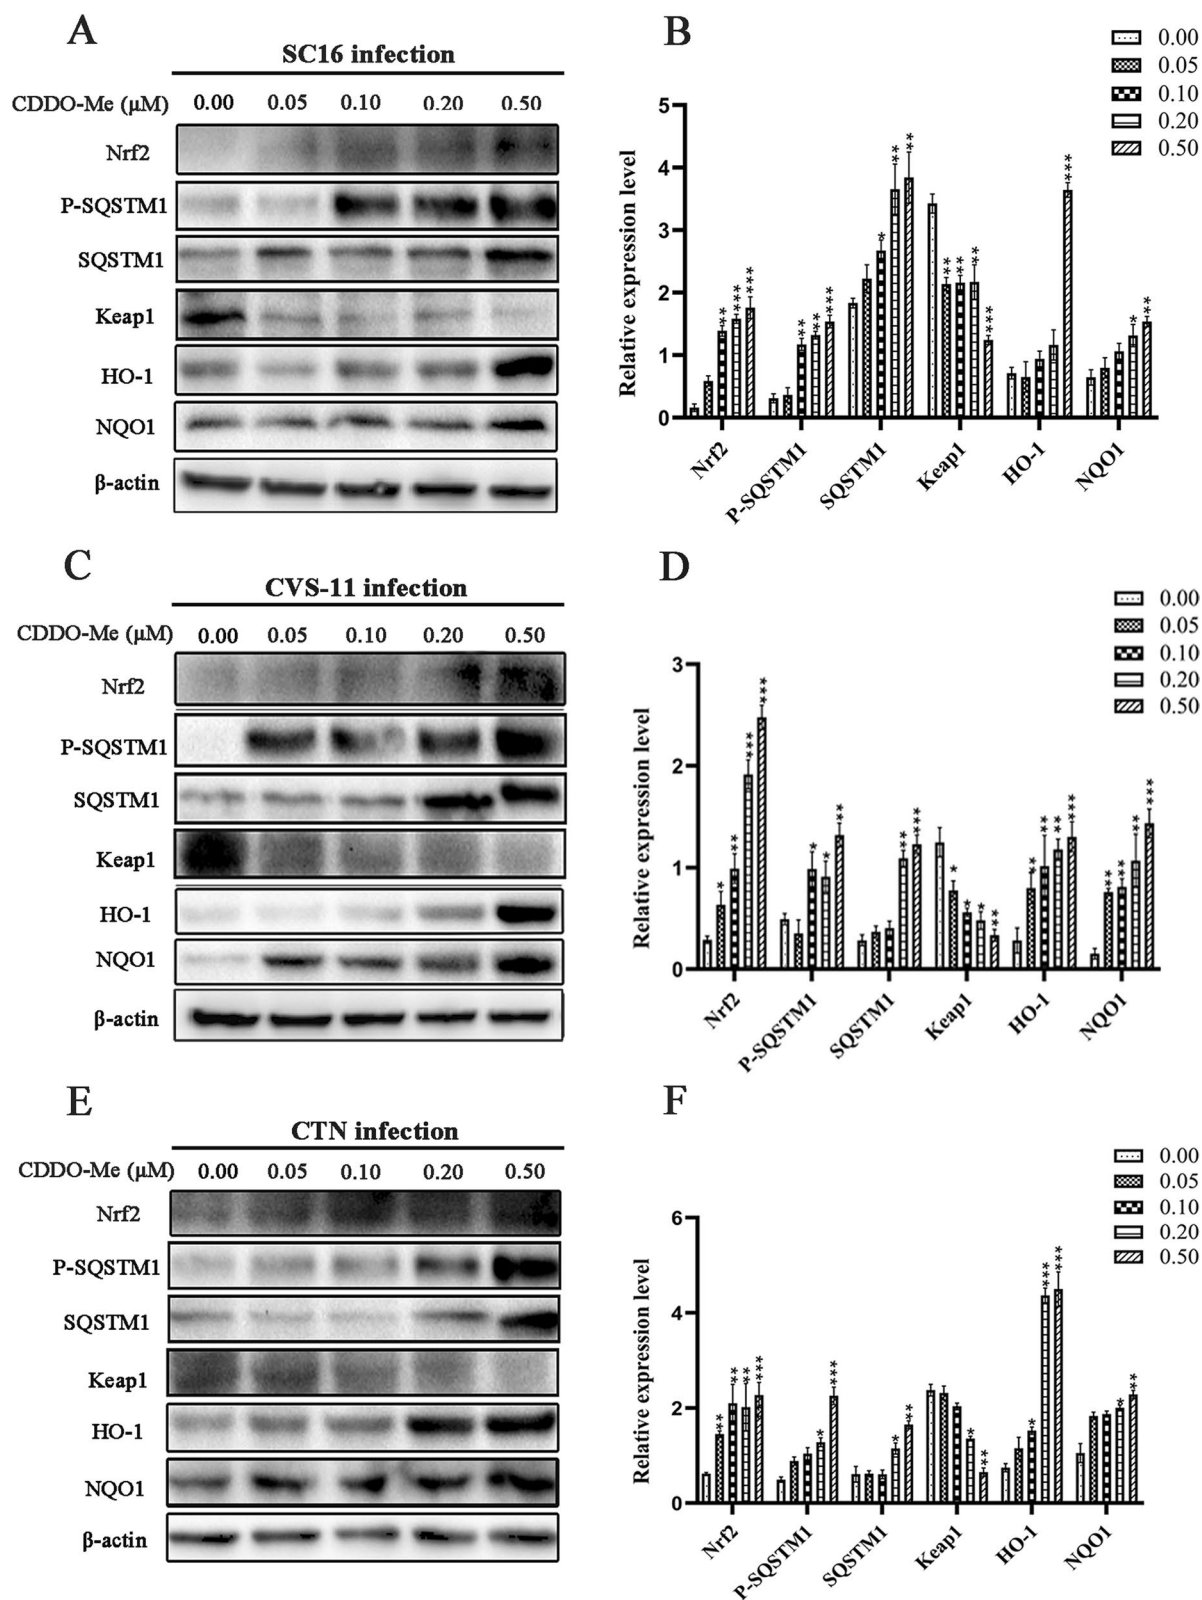 A
SC16 infection
CDDO-Me (μM) 0.00 0.05 0.10 0.20 0.50
Nrf2
P-SQSTM1
SQSTM1
Keap1
HO-1
NQO1
β-actin
B
0.00
0.05
0.10
0.20
0.50
Relative expression level
5
4
3
2
1
0
** *** *** ** ** *** * ** ** ** ** ** *** *** * **
Nrf2 P-SQSTM1 SQSTM1 Keap1 HO-1 NQO1
C
CVS-11 infection
CDDO-Me (μM) 0.00 0.05 0.10 0.20 0.50
Nrf2
P-SQSTM1
SQSTM1
Keap1
HO-1
NQO1
β-actin
D
0.00
0.05
0.10
0.20
0.50
Relative expression level
3
2
1
0
* ** *** *** * * ** ** *** * * * ** ** ** ** *** ** ** ** ***
Nrf2 P-SQSTM1 SQSTM1 Keap1 HO-1 NQO1
E
CTN infection
CDDO-Me (μM) 0.00 0.05 0.10 0.20 0.50
Nrf2
P-SQSTM1
SQSTM1
Keap1
HO-1
NQO1
β-actin
F
0.00
0.05
0.10
0.20
0.50
Relative expression level
6
4
2
0
** ** ** *** * *** * ** * ** * *** *** * **
Nrf2 P-SQSTM1 SQSTM1 Keap1 HO-1 NQO1